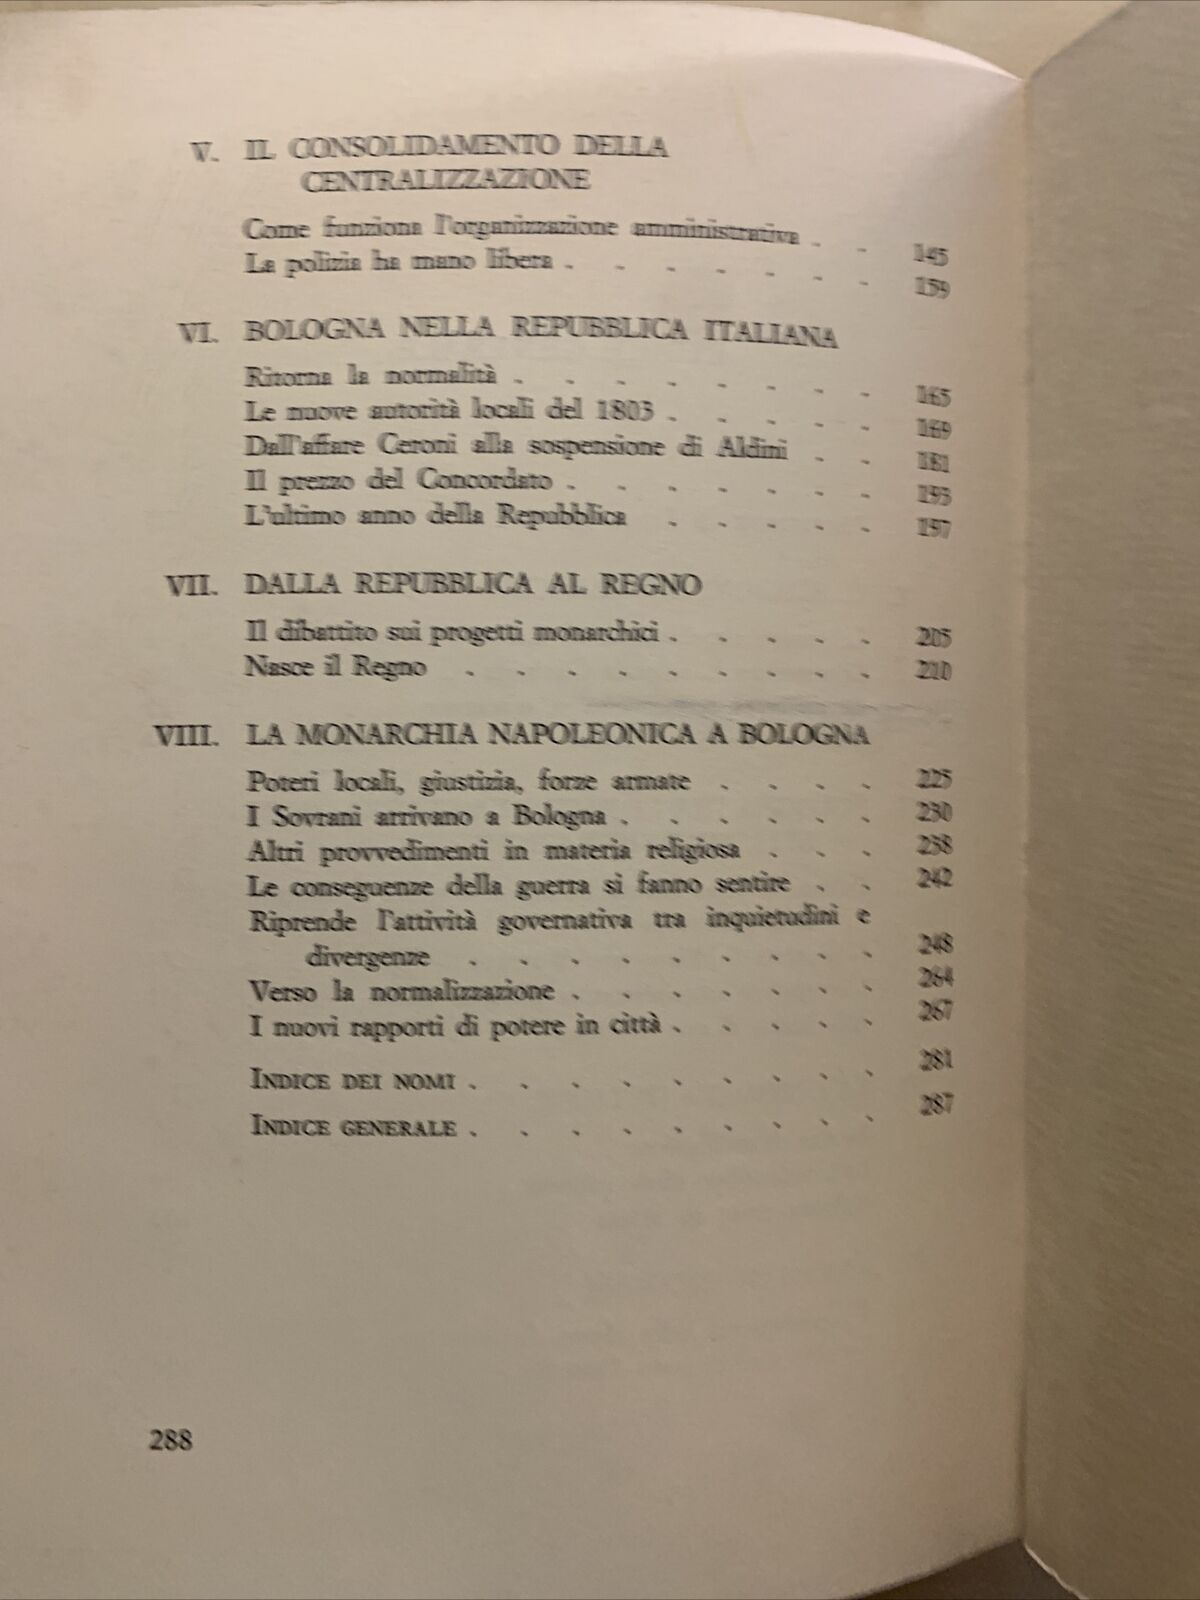 V. IL CONSOLIDAMENTO DELLA
CENTRALIZZAZIONE
Come funziona l'organizzazione amministrativa . . 145
La polizia ha mano libera . . . . . . . 159
VI. BOLOGNA NELLA REPUBBLICA ITALIANA
Ritorna la normalità . . . . . . . . 165
Le nuove autorità locali del 1803 . . . . . 169
Dall'affare Ceroni alla sospensione di Aldini . . 181
Il prezzo del Concordato . . . . . . . 193
L'ultimo anno della Repubblica . . . . . 197
VII. DALLA REPUBBLICA AL REGNO
Il dibattito sui progetti monarchici . . . . . 205
Nasce il Regno . . . . . . . . . 210
VIII. LA MONARCHIA NAPOLEONICA A BOLOGNA
Poteri locali, giustizia, forze armate . . . . 225
I Sovrani arrivano a Bologna . . . . . . 230
Altri provvedimenti in materia religiosa . . . 238
Le conseguenze della guerra si fanno sentire . . 242
Riprende l'attività governativa tra inquietudini e
divergenze . . . . . . . . . 248
Verso la normalizzazione . . . . . . . 264
I nuovi rapporti di potere in città . . . . . 267
INDICE DEI NOMI . . . . . . . . . 281
INDICE GENERALE . . . . . . . . . 287
288